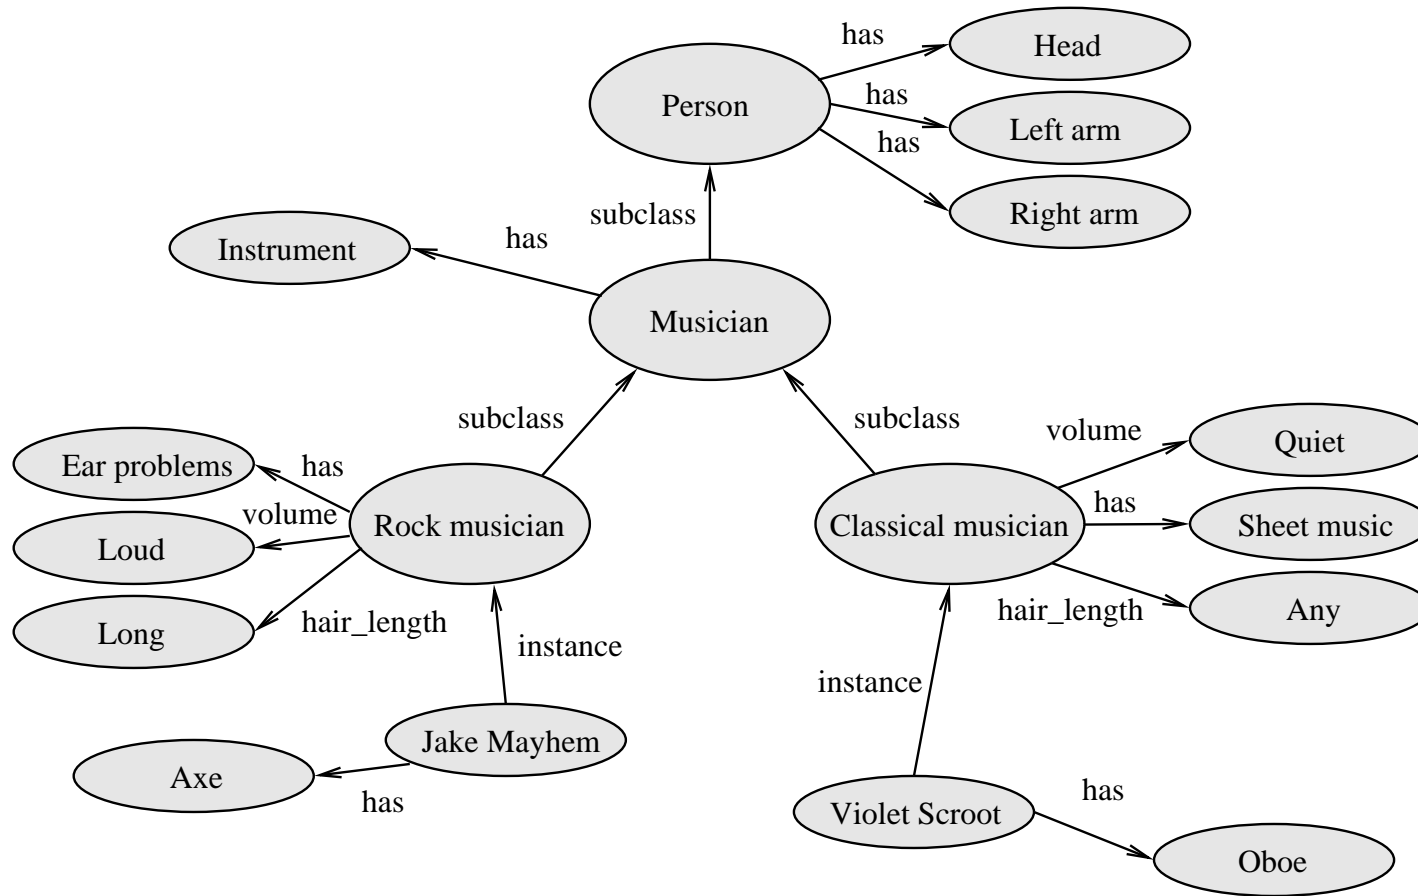 has
Head
Person
has
Left arm
has
Right arm
subclass
Instrument
has
Musician
subclass
subclass
volume
Quiet
Ear problems
has
has
volume
Rock musician
Classical musician
Sheet music
Loud
Long
hair_length
hair_length
Any
instance
instance
Jake Mayhem
Axe
has
Violet Scroot
has
Oboe